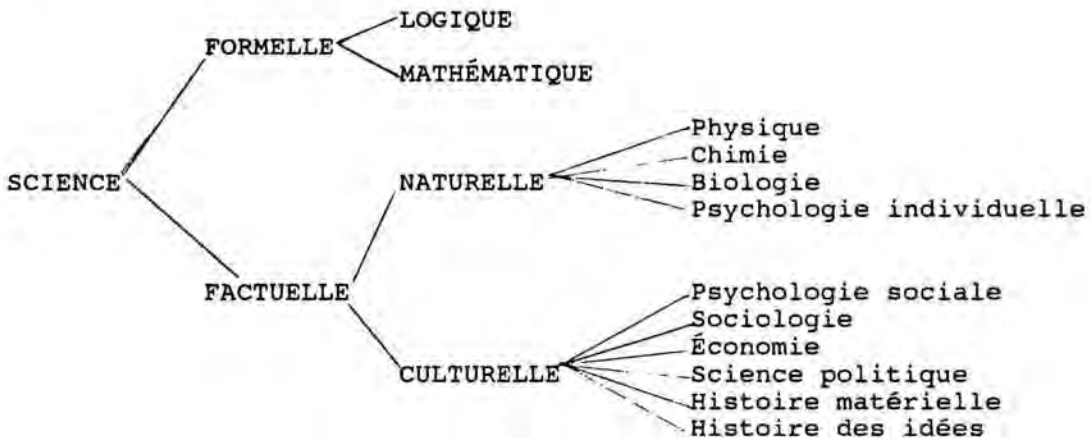 LOGIQUE
FORMELLE
MATHÉMATIQUE
Physique
Chimie
SCIENCE
NATURELLE
Biologie
Psychologie individuelle
FACTUELLE
Psychologie sociale
Sociologie
Économie
CULTURELLE
Science politique
Histoire matérielle
Histoire des idées